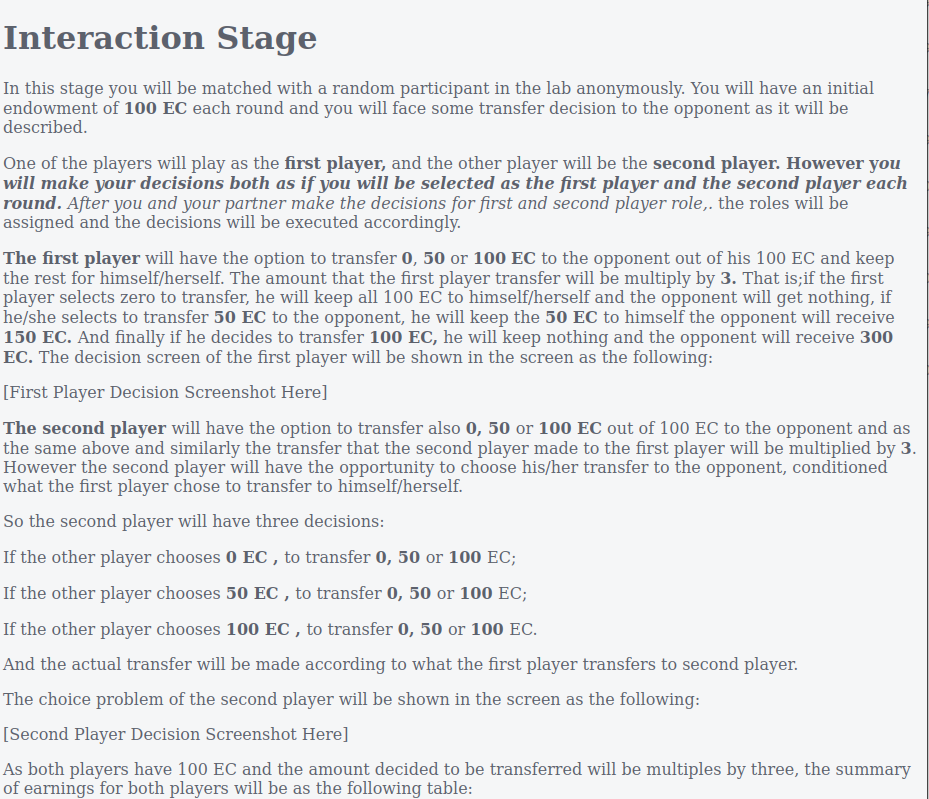 Interaction Stage
In this stage you will be matched with a random participant in the lab anonymously. You will have an initial
endowment of 100 EC each round and you will face some transfer decision to the opponent as it will be
described.
One of the players will play as the first player, and the other player will be the second player. However you
will make your decisions both as if you will be selected as the first player and the second player each
round. After you and your partner make the decisions for first and second player role,. the roles will be
assigned and the decisions will be executed accordingly.
The first player will have the option to transfer 0, 50 or 100 EC to the opponent out of his 100 EC and keep
the rest for himself/herself. The amount that the first player transfer will be multiply by 3. That is;if the first
player selects zero to transfer, he will keep all 100 EC to himself/herself and the opponent will get nothing, if
he/she selects to transfer 50 EC to the opponent, he will keep the 50 EC to himself the opponent will receive
150 EC. And finally if he decides to transfer 100 EC, he will keep nothing and the opponent will receive 300
EC. The decision screen of the first player will be shown in the screen as the following:
[First Player Decision Screenshot Here]
The second player will have the option to transfer also 0, 50 or 100 EC out of 100 EC to the opponent and as
the same above and similarly the transfer that the second player made to the first player will be multiplied by 3.
However the second player will have the opportunity to choose his/her transfer to the opponent, conditioned
what the first player chose to transfer to himself/herself.
So the second player will have three decisions:
If the other player chooses 0 EC , to transfer 0, 50 or 100 EC;
If the other player chooses 50 EC , to transfer 0, 50 or 100 EC;
If the other player chooses 100 EC , to transfer 0, 50 or 100 EC.
And the actual transfer will be made according to what the first player transfers to second player.
The choice problem of the second player will be shown in the screen as the following:
[Second Player Decision Screenshot Here]
As both players have 100 EC and the amount decided to be transferred will be multiples by three, the summary
of earnings for both players will be as the following table: